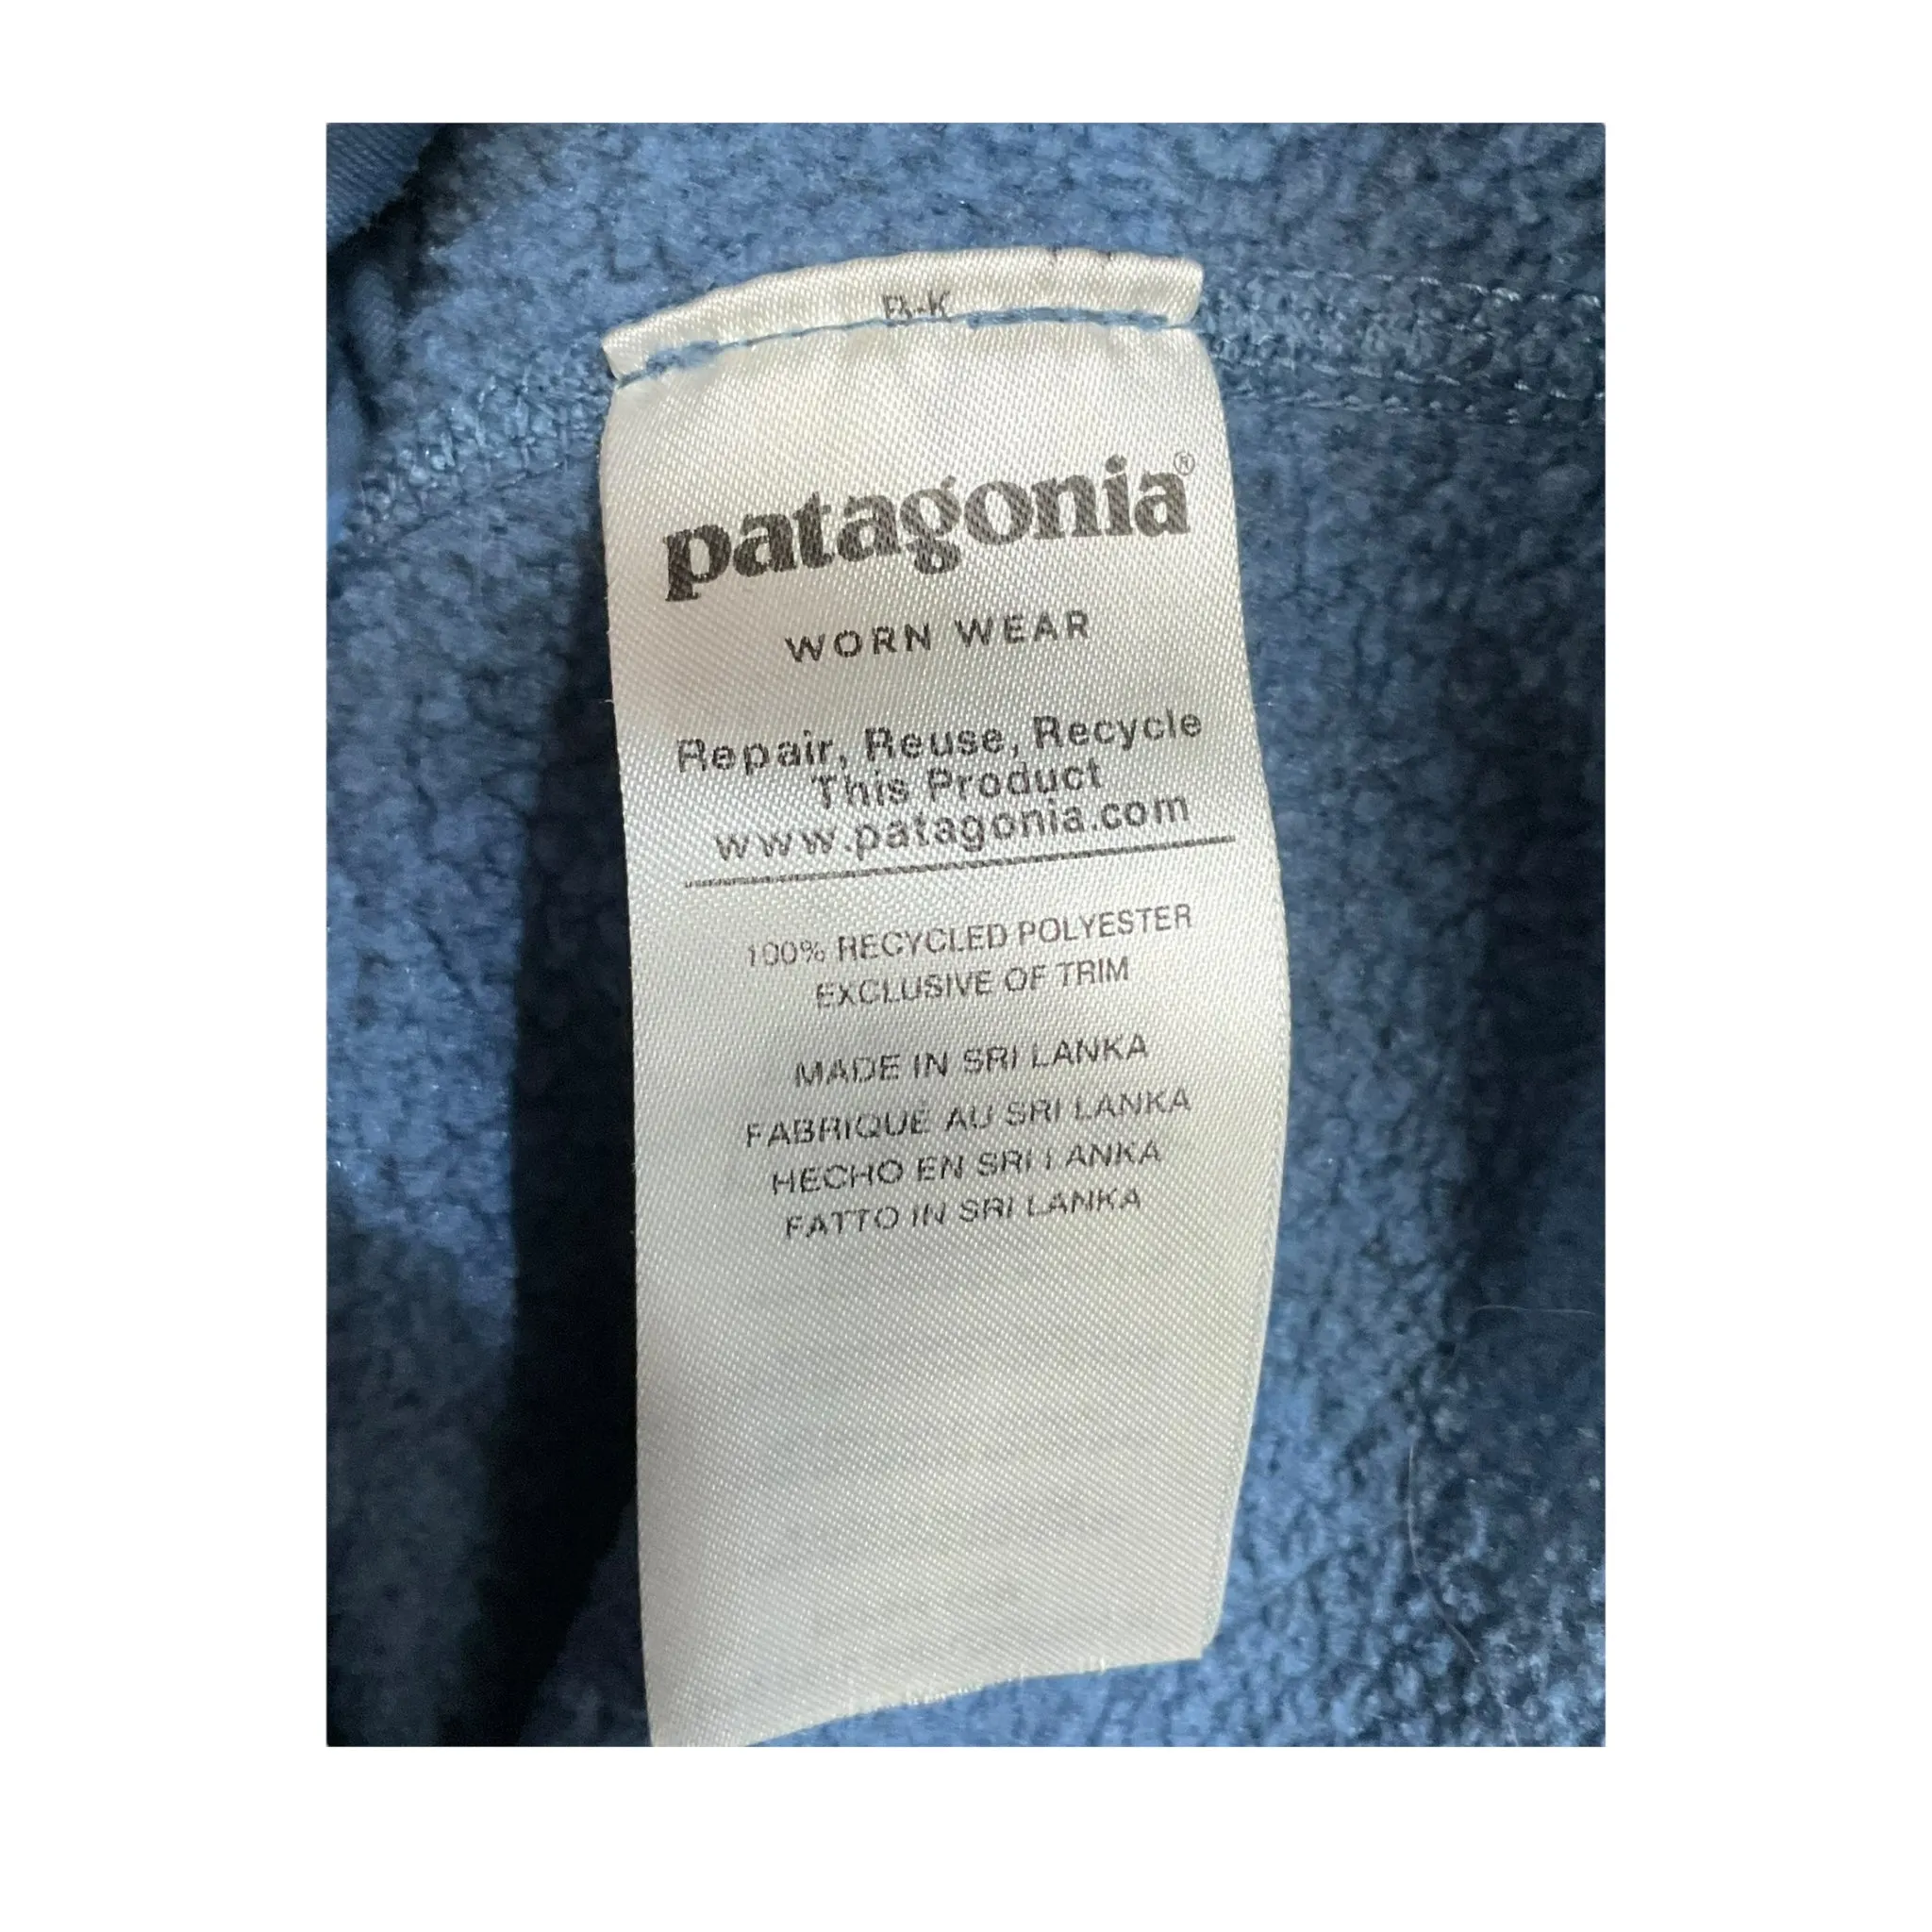 patagonia®
WORN WEAR
Repair, Reuse, Recycle
This Product
www.patagonia.com
100% RECYCLED POLYESTER
EXCLUSIVE OF TRIM
MADE IN SRI LANKA
FABRIQUÉ AU SRI LANKA
HECHO EN SRI LANKA
FATTO IN SRI LANKA